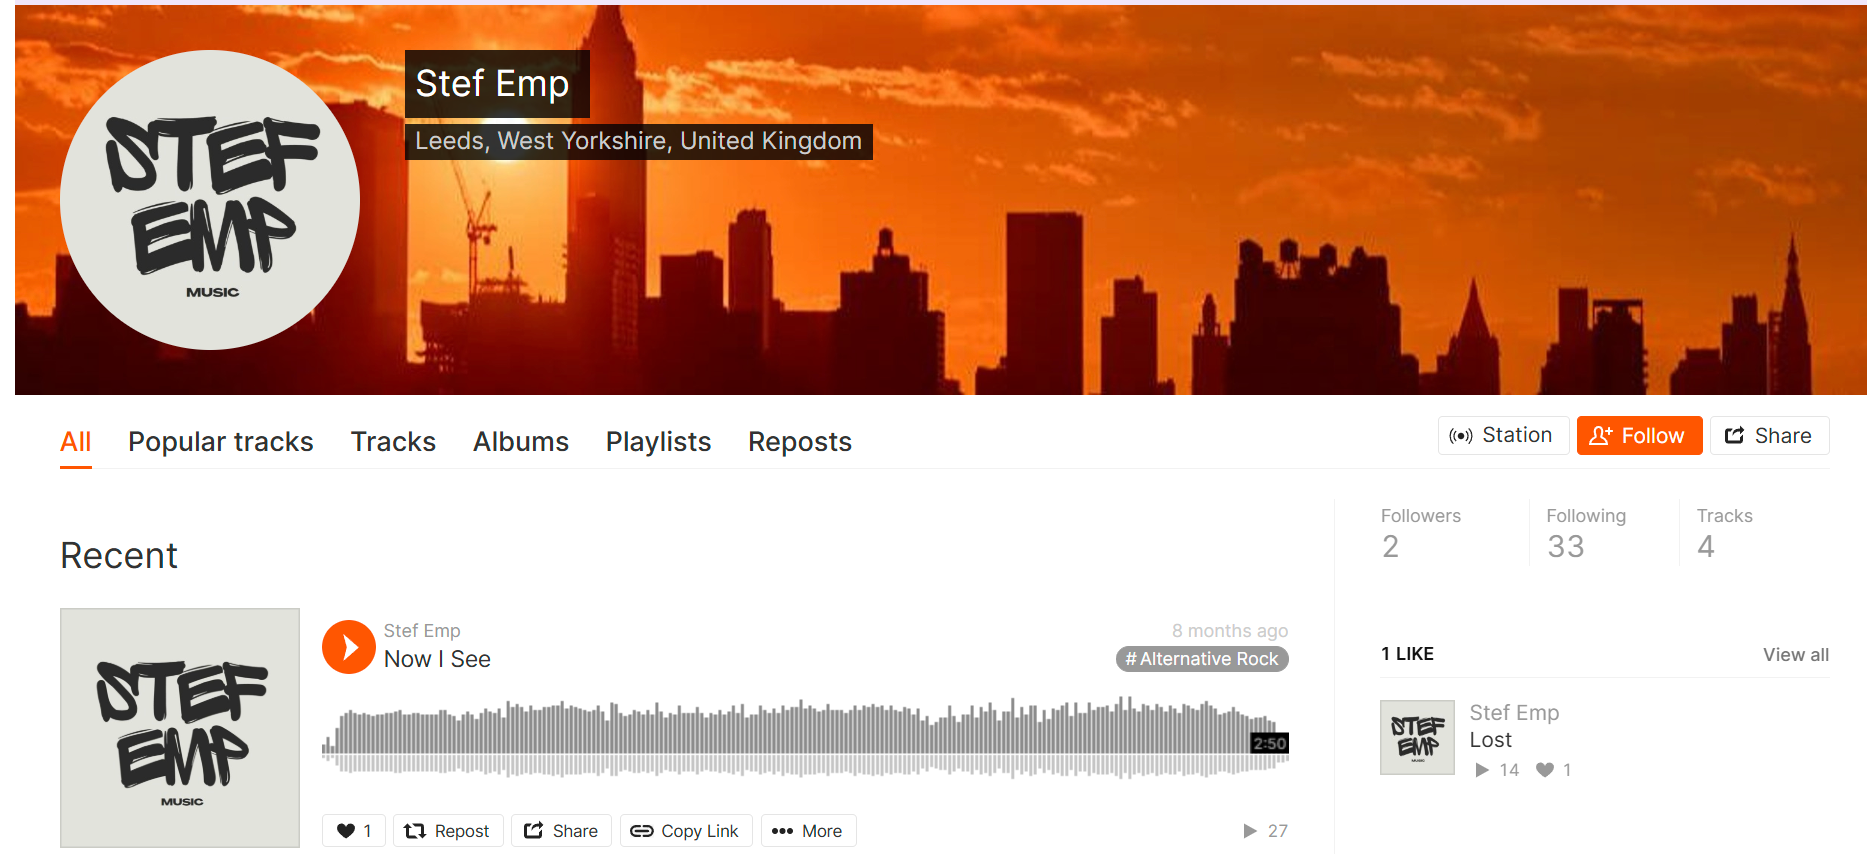 STEF
EMP
MUSIC
Stef Emp
Leeds, West Yorkshire, United Kingdom
All Popular tracks Tracks Albums Playlists Reposts
Station Follow Share
Followers Following Tracks
2 33 4
Recent
STEF
EMP
MUSIC
Stef Emp 8 months ago
Now I See # Alternative Rock
2:50
1 Repost Share Copy Link More 27
1 LIKE View all
STEF
EMP
MUSIC
Stef Emp
Lost
14 1